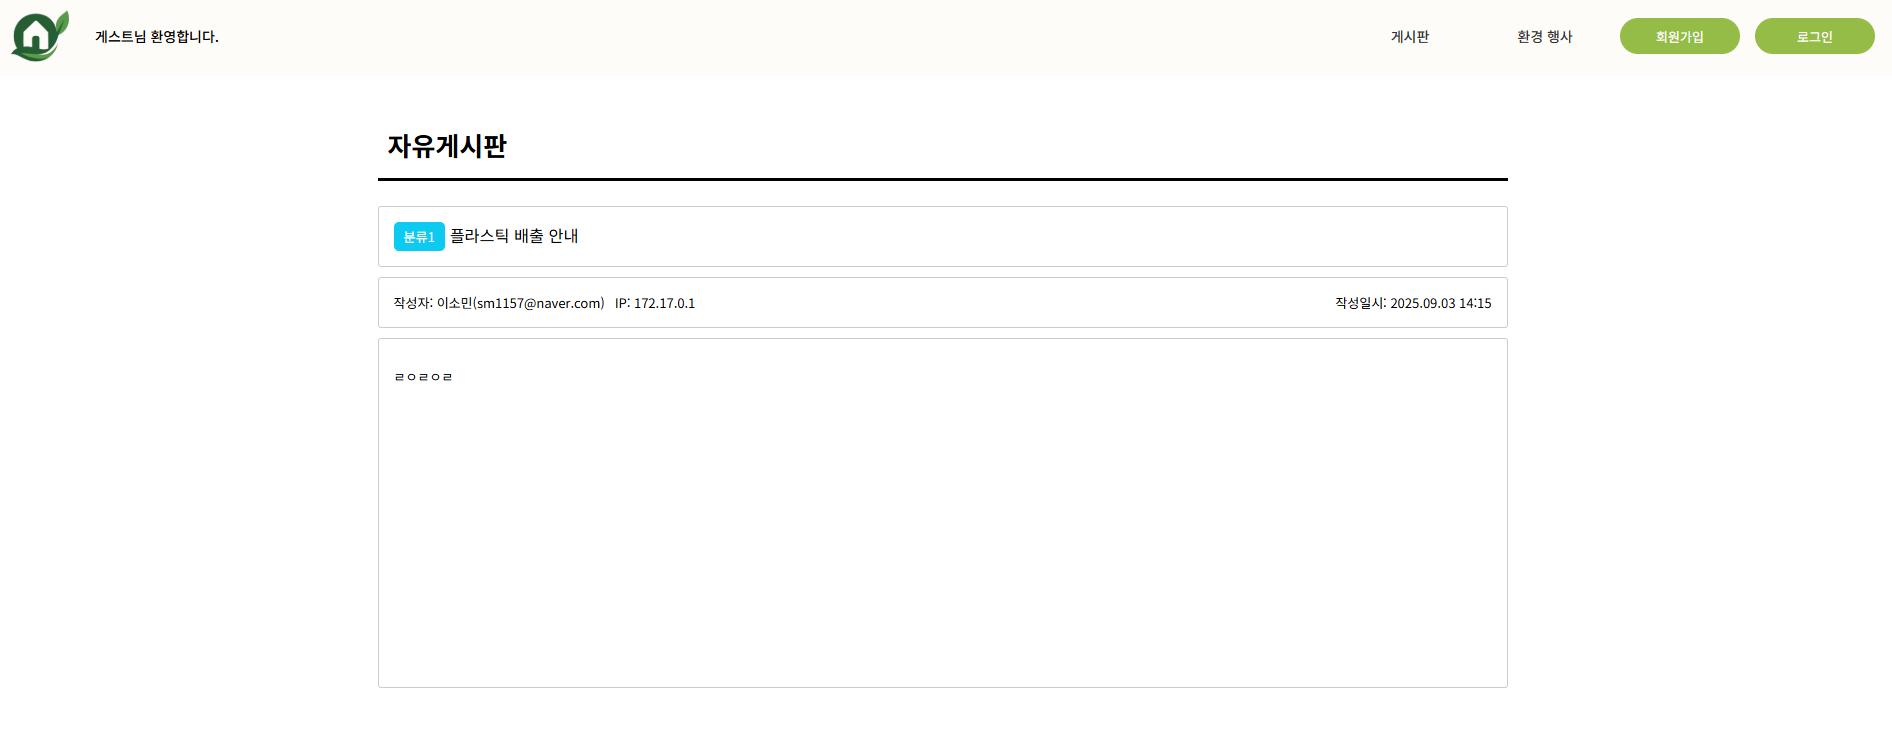 게스트님 환영합니다. 게시판 환경 행사 회원가입 로그인
자유게시판
분류1 플라스틱 배출 안내
작성자: 이소민(sm1157@naver.com) IP: 172.17.0.1 작성일시: 2025.09.03 14:15
ㄹㅇㄹㅇㄹ